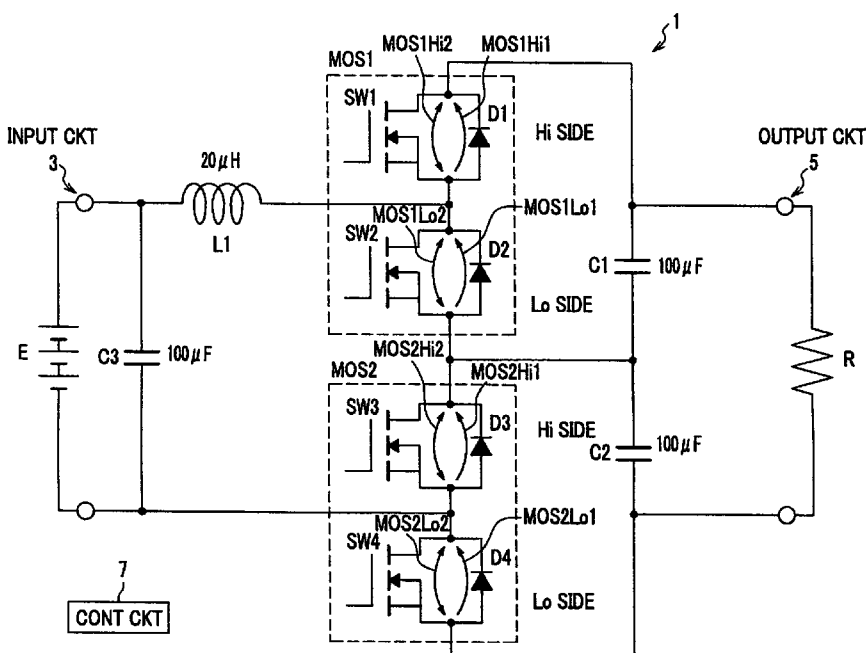 1
MOS1Hi2
MOS1Hi1
MOS1
SW1
D1
Hi SIDE
INPUT CKT
3
20μH
L1
OUTPUT CKT
5
MOS1Lo2
MOS1Lo1
SW2
D2
Lo SIDE
C1
100μF
E
C3
100μF
R
MOS2Hi2
MOS2
MOS2Hi1
SW3
D3
Hi SIDE
C2
100μF
MOS2Lo2
MOS2Lo1
SW4
D4
Lo SIDE
7
CONT CKT